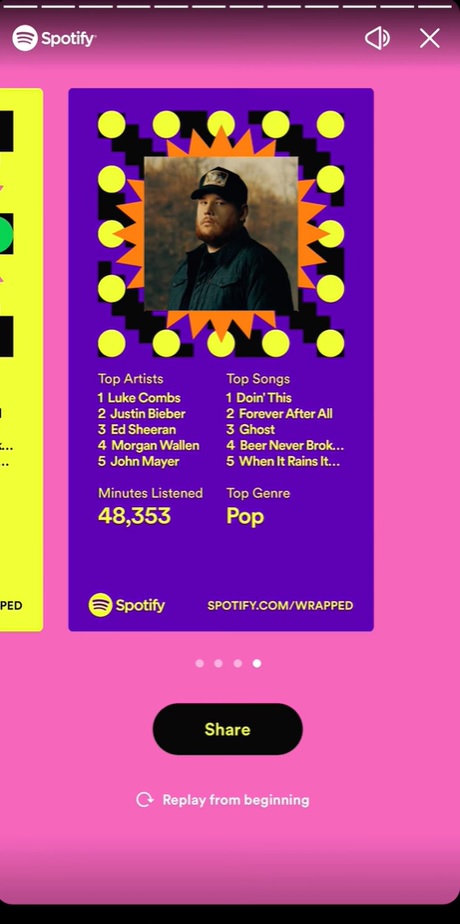 Spotify
Top Artists
1 Luke Combs
2 Justin Bieber
3 Ed Sheeran
4 Morgan Wallen
5 John Mayer
Top Songs
1 Doin' This
2 Forever After All
3 Ghost
4 Beer Never Brok...
5 When It Rains It...
Minutes Listened
48,353
Top Genre
Pop
PED
Spotify
SPOTIFY.COM/WRAPPED
Share
Replay from beginning